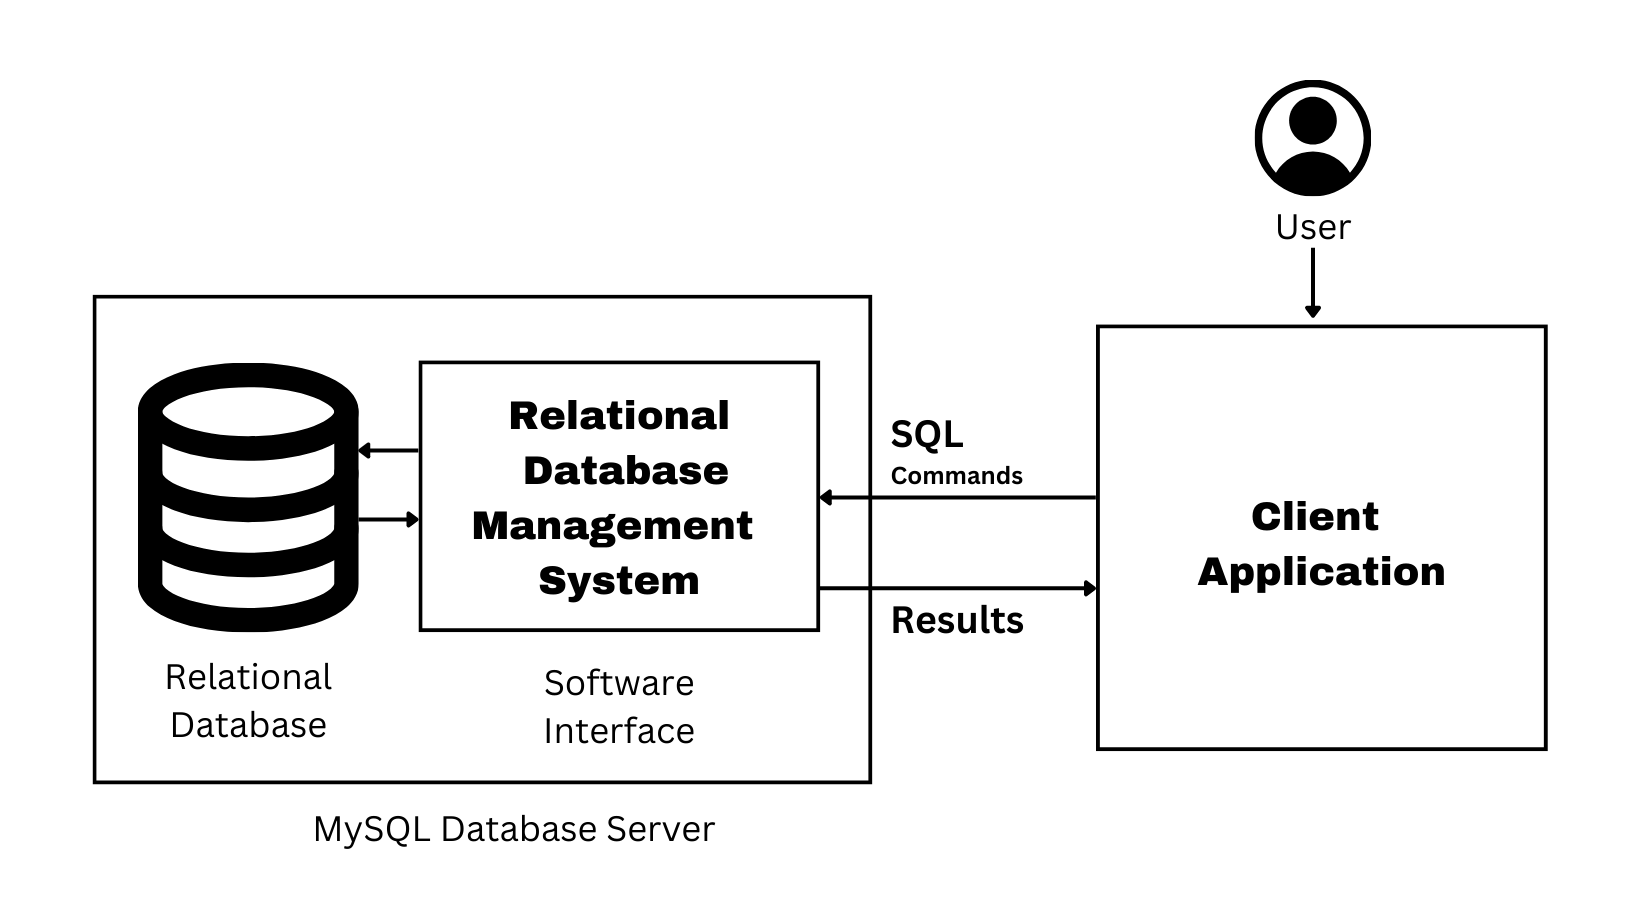 User
Relational
Database
Management
System
SQL
Commands
Client
Application
Results
Relational
Database
Software
Interface
MySQL Database Server